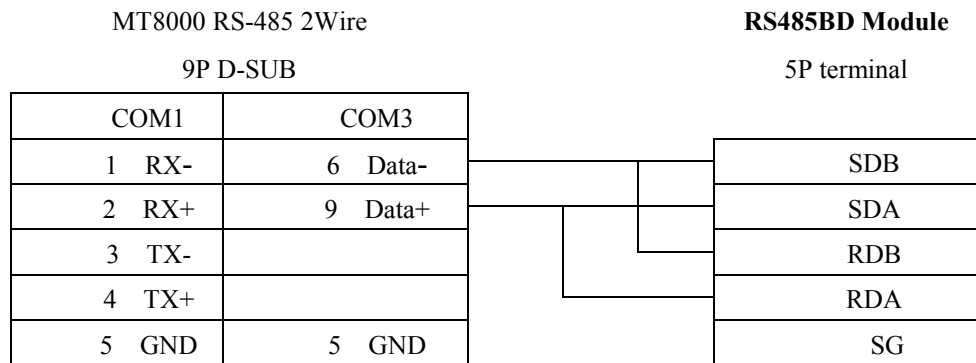 MT8000 RS-485 2Wire RS485BD Module
9P D-SUB 5P terminal
COM1 COM3
1 RX- 6 Data- SDB
2 RX+ 9 Data+ SDA
3 TX- RDB
4 TX+ RDA
5 GND 5 GND SG